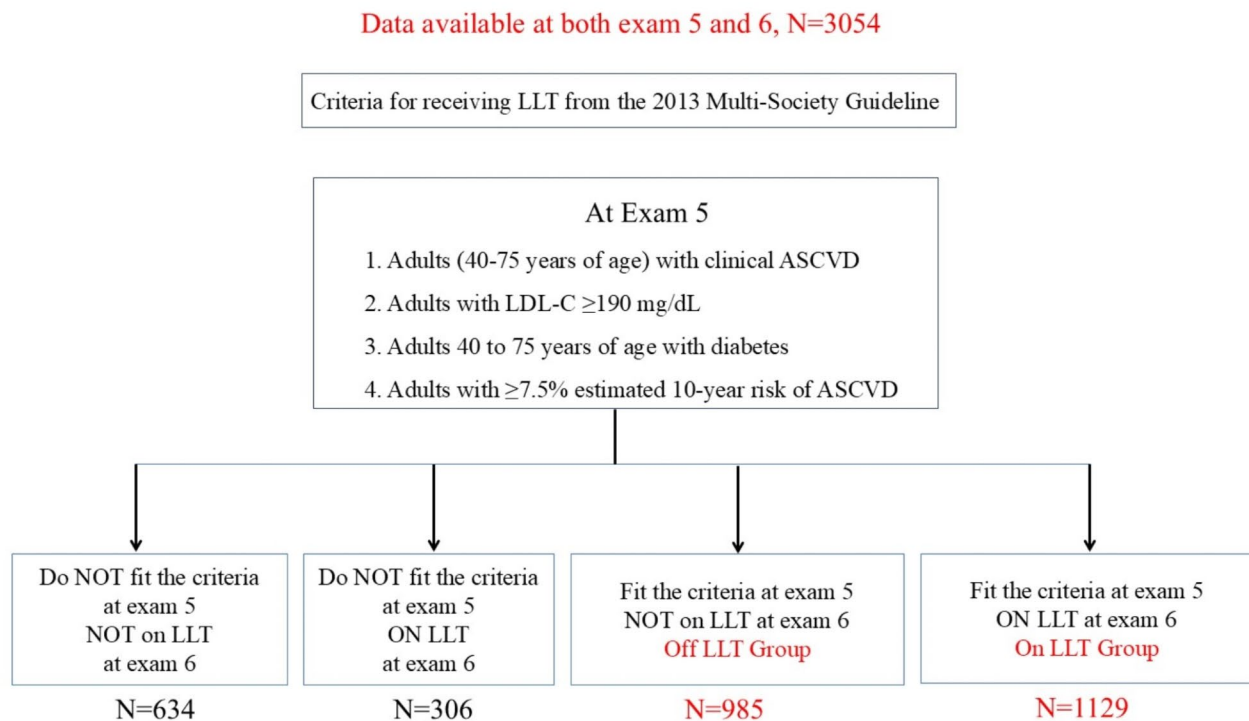 Data available at both exam 5 and 6, N=3054
Criteria for receiving LLT from the 2013 Multi-Society Guideline
At Exam 5
1. Adults (40-75 years of age) with clinical ASCVD
2. Adults with LDL-C ≥190 mg/dL
3. Adults 40 to 75 years of age with diabetes
4. Adults with ≥7.5% estimated 10-year risk of ASCVD
Do NOT fit the criteria
at exam 5
NOT on LLT
at exam 6
N=634
Do NOT fit the criteria
at exam 5
ON LLT
at exam 6
N=306
Fit the criteria at exam 5
NOT on LLT at exam 6
Off LLT Group
N=985
Fit the criteria at exam 5
ON LLT at exam 6
On LLT Group
N=1129